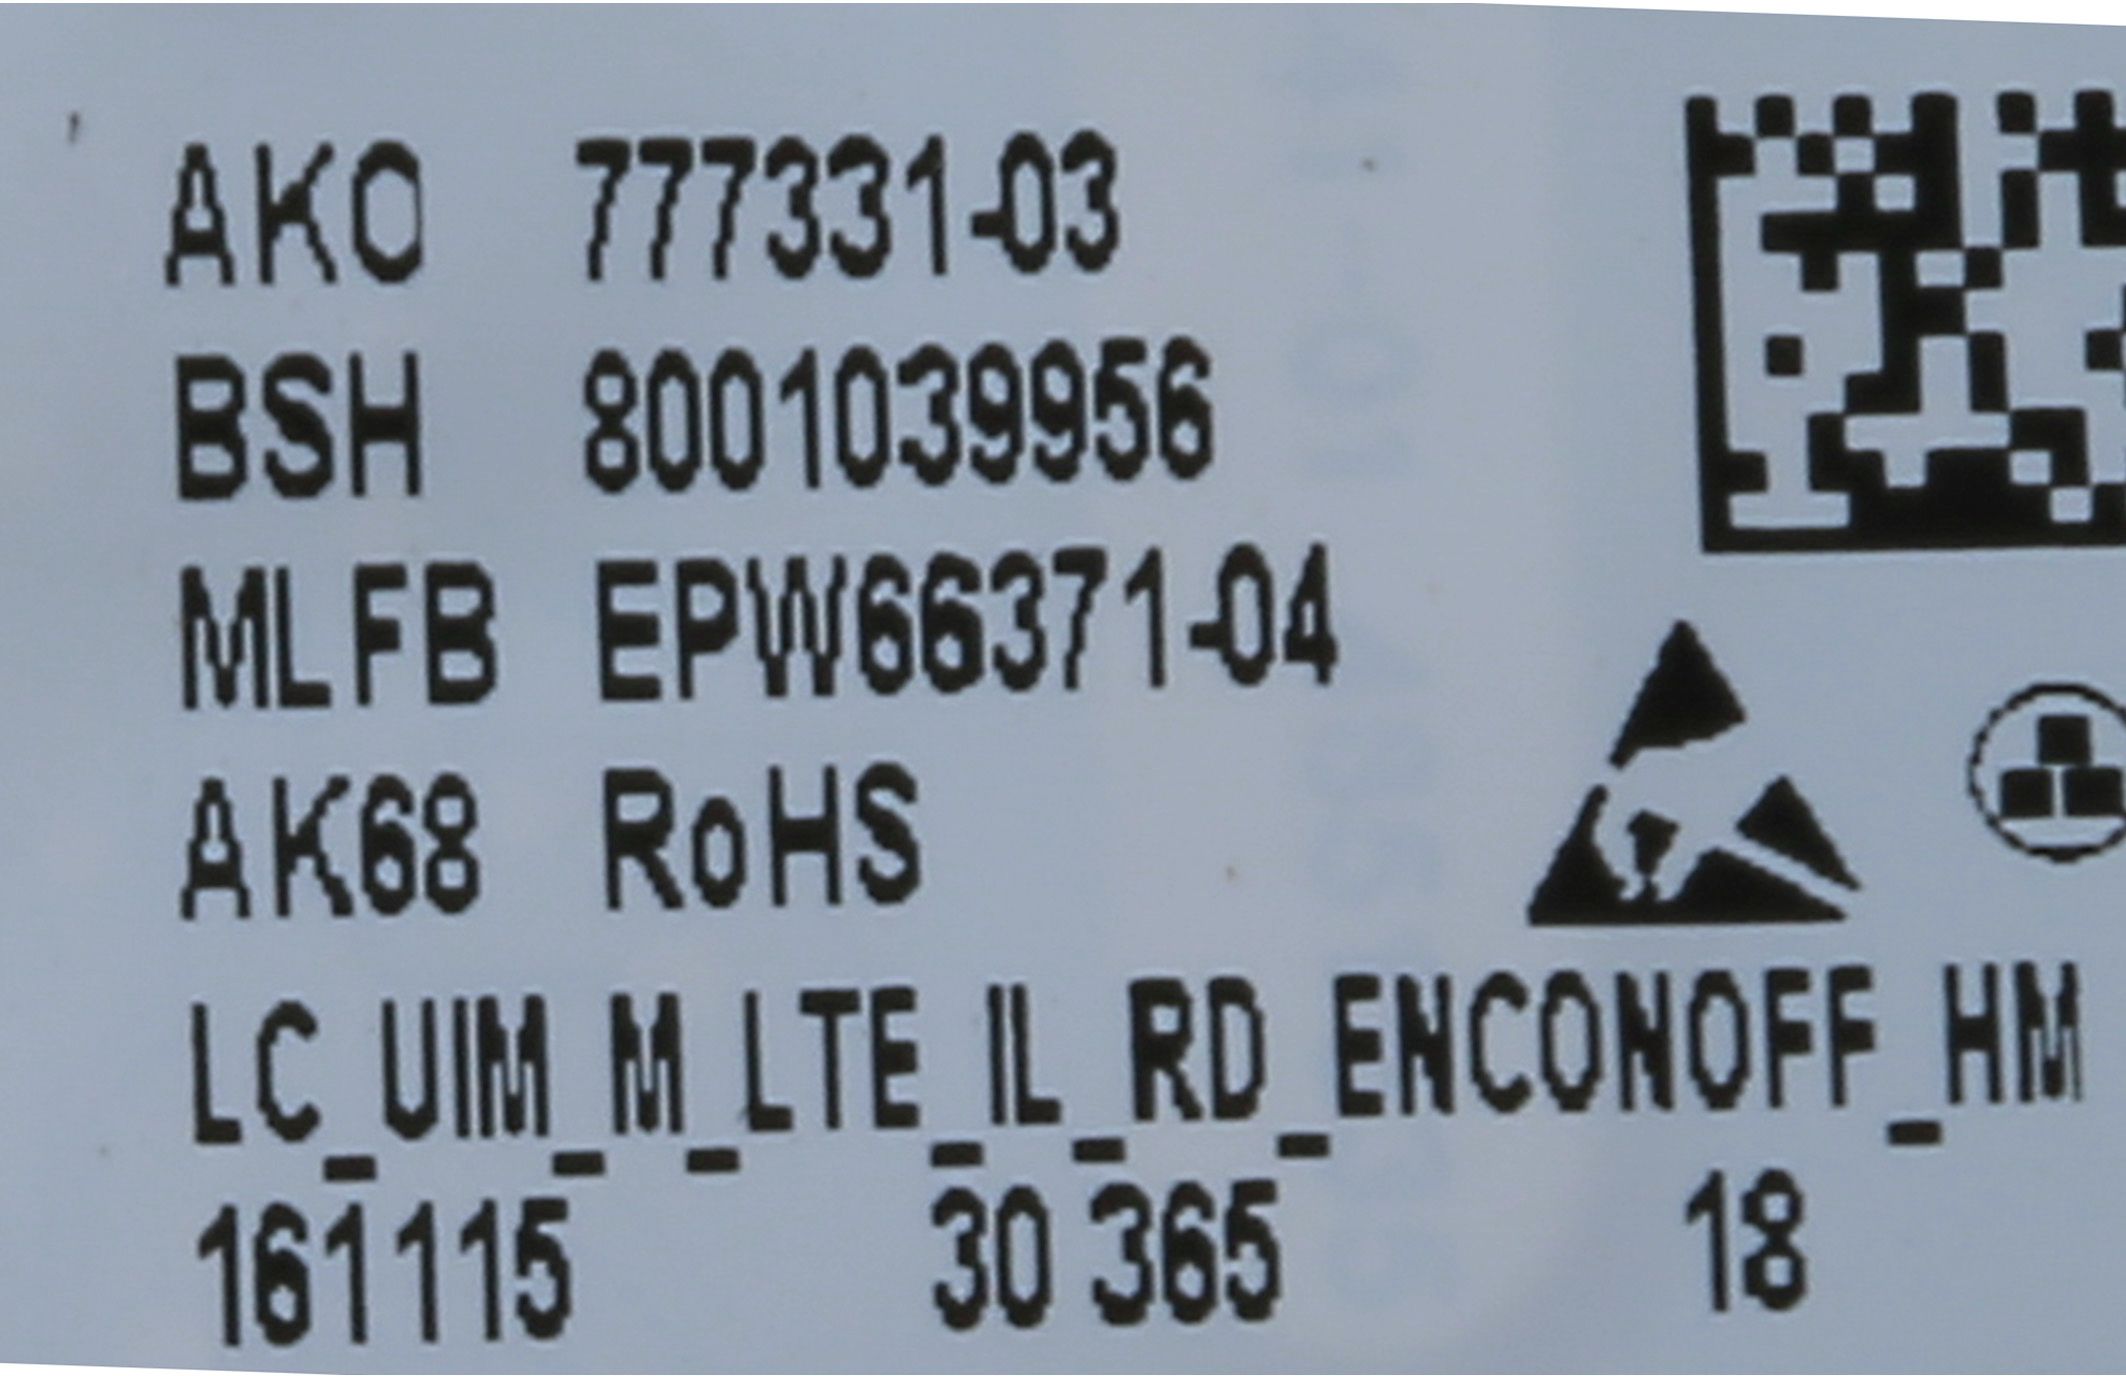 AKO 777331-03
BSH 8001039956
MLFB EPW66371-04
AK68 RoHS
LC_UIM_M_LTE_IL_RD_ENCONOFF_HM
161115 30 365 18